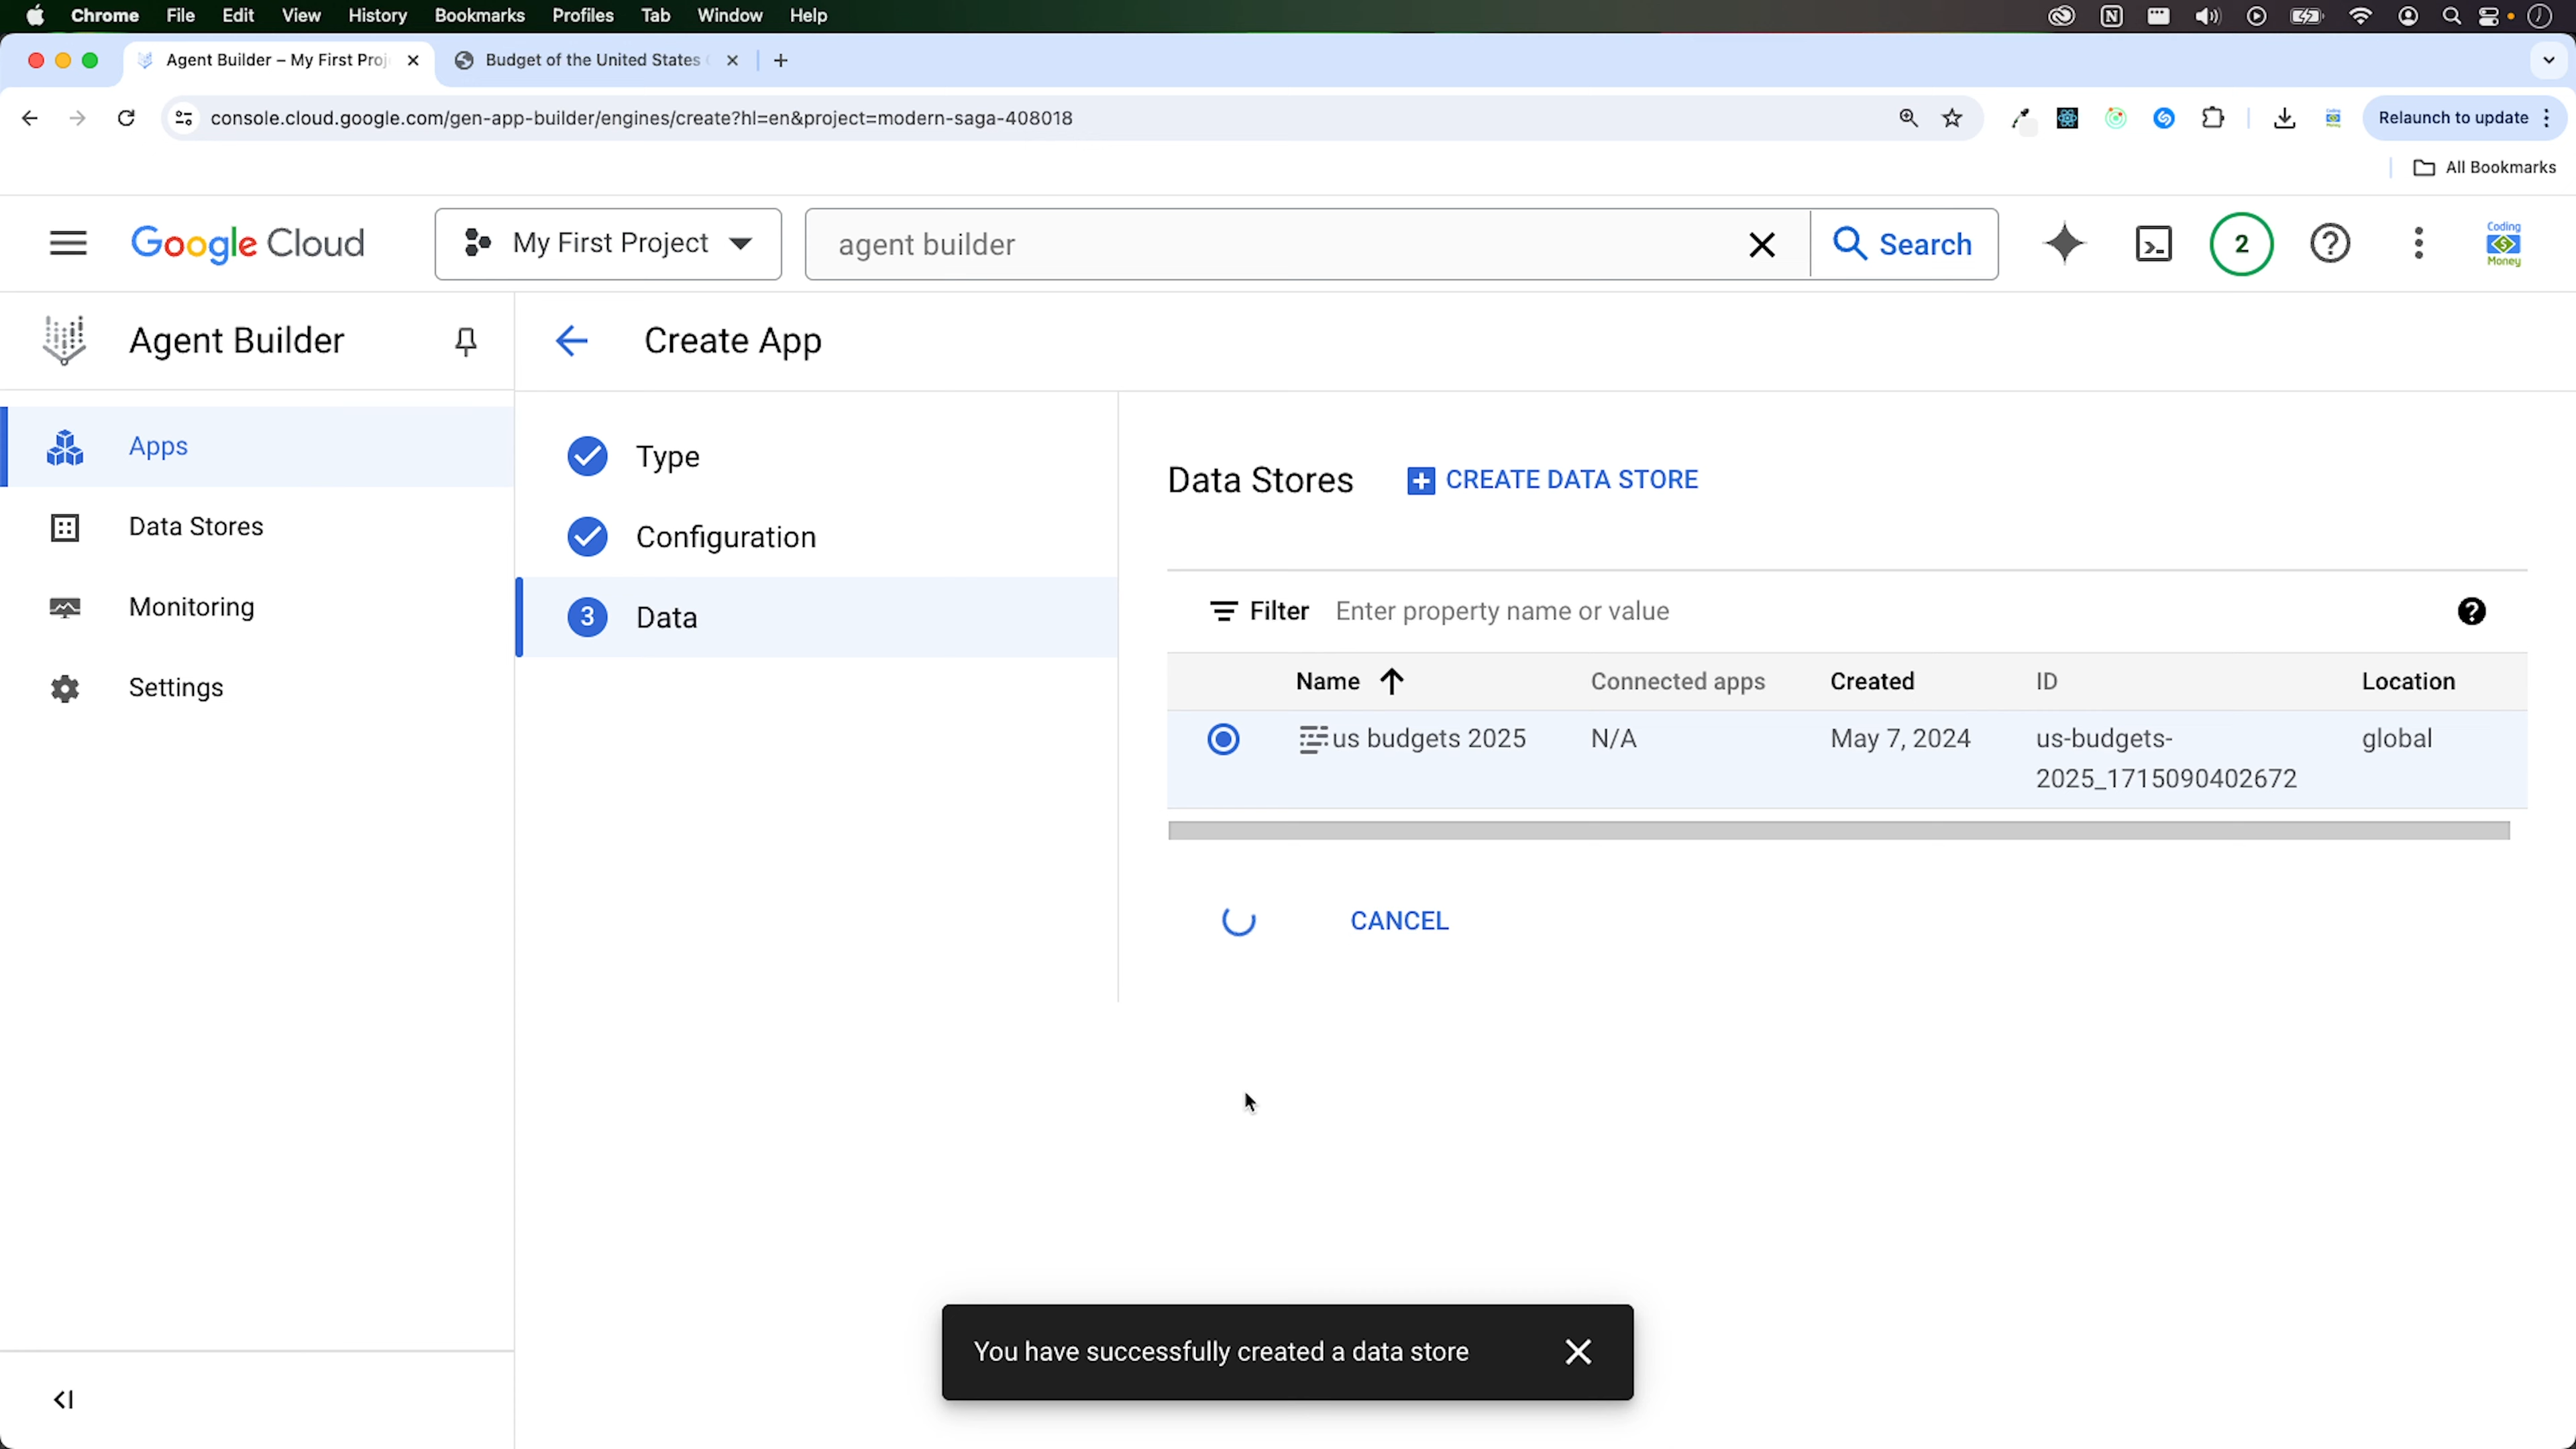 Chrome File Edit View History Bookmarks Profiles Tab Window Help
Agent Builder – My First Proj
Budget of the United States
console.cloud.google.com/gen-app-builder/engines/create?hl=en&project=modern-saga-408018
Relaunch to update
All Bookmarks
Google Cloud
My First Project
agent builder
Search
2
Coding
$
Money
Agent Builder
Create App
Apps
Data Stores
Monitoring
Settings
Type
Configuration
3 Data
Data Stores
CREATE DATA STORE
Filter Enter property name or value
Name Connected apps Created ID Location
us budgets 2025 N/A May 7, 2024 us-budgets- global
2025_1715090402672
CANCEL
You have successfully created a data store